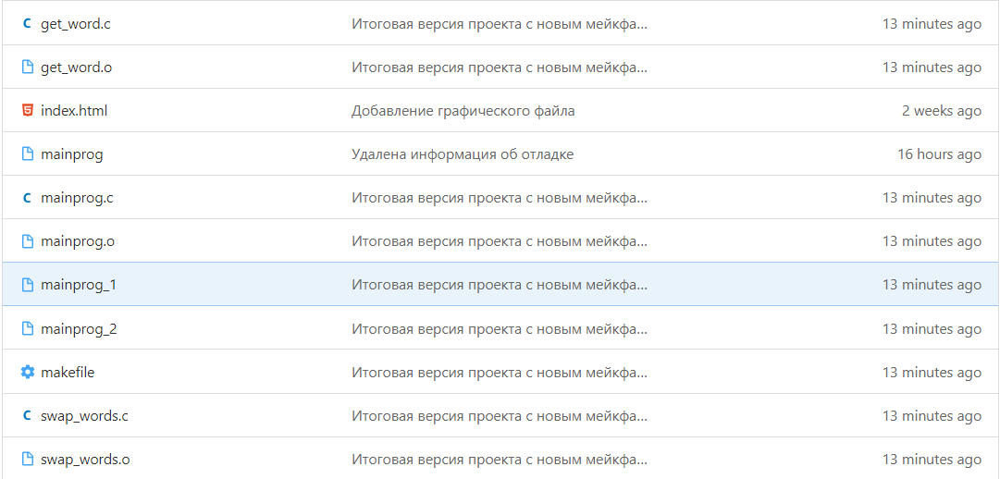 get_word.c Итоговая версия проекта с новым мейкфа... 13 minutes ago
get_word.o Итоговая версия проекта с новым мейкфа... 13 minutes ago
index.html Добавление графического файла 2 weeks ago
mainprog Удалена информация об отладке 16 hours ago
mainprog.c Итоговая версия проекта с новым мейкфа... 13 minutes ago
mainprog.o Итоговая версия проекта с новым мейкфа... 13 minutes ago
mainprog_1 Итоговая версия проекта с новым мейкфа... 13 minutes ago
mainprog_2 Итоговая версия проекта с новым мейкфа... 13 minutes ago
makefile Итоговая версия проекта с новым мейкфа... 13 minutes ago
swap_words.c Итоговая версия проекта с новым мейкфа... 13 minutes ago
swap_words.o Итоговая версия проекта с новым мейкфа... 13 minutes ago